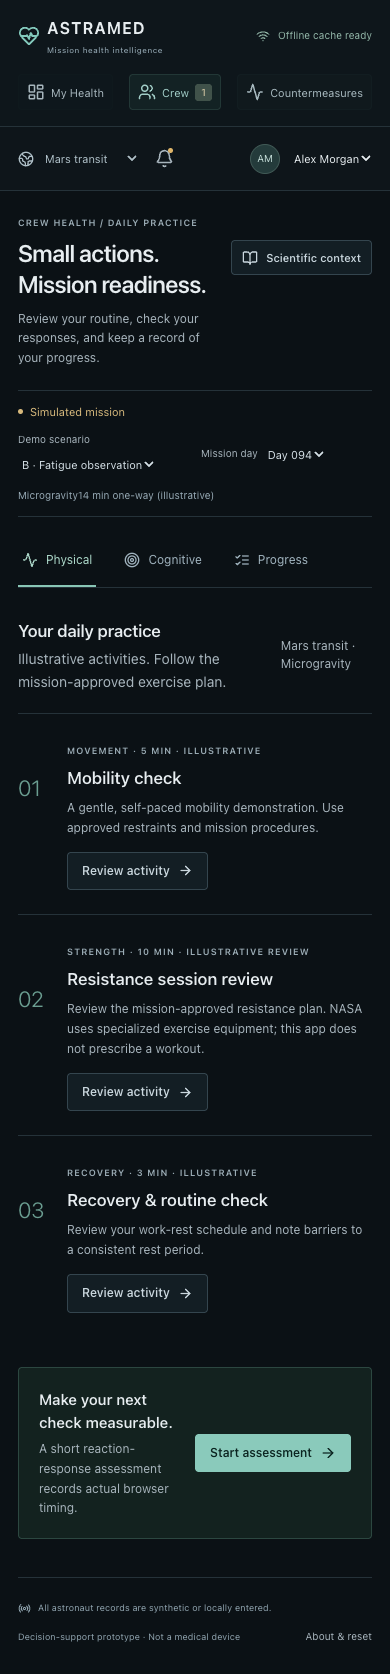 ASTRAMED
Mission health intelligence
Offline cache ready
My Health
Crew 1
Countermeasures
Mars transit
AM
Alex Morgan
CREW HEALTH / DAILY PRACTICE
Small actions.
Mission readiness.
Scientific context
Review your routine, check your
responses, and keep a record of
your progress.
Simulated mission
Demo scenario
B · Fatigue observation
Mission day Day 094
Microgravity14 min one-way (illustrative)
Physical
Cognitive
Progress
Your daily practice
Illustrative activities. Follow the
mission-approved exercise plan.
Mars transit ·
Microgravity
01
MOVEMENT · 5 MIN · ILLUSTRATIVE
Mobility check
A gentle, self-paced mobility demonstration. Use
approved restraints and mission procedures.
Review activity →
02
STRENGTH · 10 MIN · ILLUSTRATIVE REVIEW
Resistance session review
Review the mission-approved resistance plan. NASA
uses specialized exercise equipment; this app does
not prescribe a workout.
Review activity →
03
RECOVERY · 3 MIN · ILLUSTRATIVE
Recovery & routine check
Review your work-rest schedule and note barriers to
a consistent rest period.
Review activity →
Make your next
check measurable.
A short reaction-
response assessment
records actual browser
timing.
Start assessment →
All astronaut records are synthetic or locally entered.
Decision-support prototype · Not a medical device
About & reset